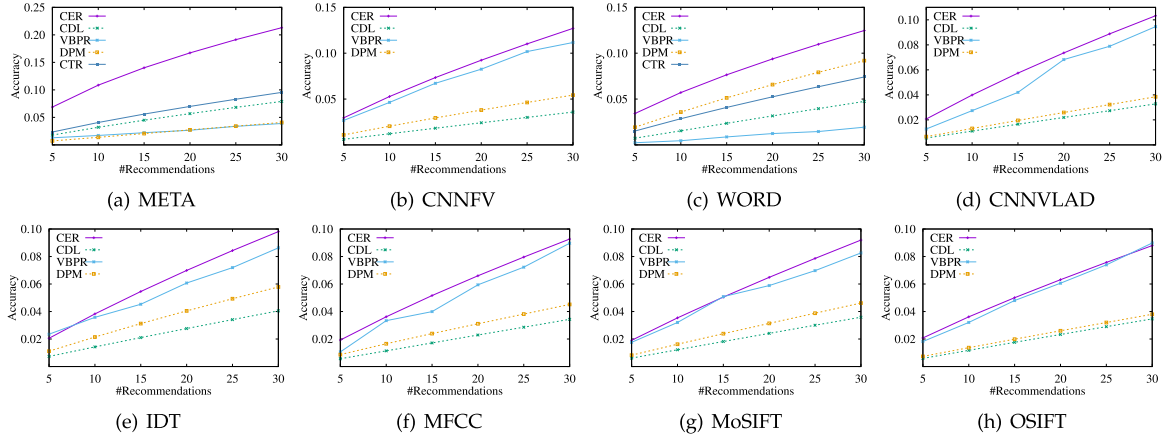 0.25
0.20
0.15
0.10
0.05
Accuracy
CER
CDL
VBPR
DPM
CTR
5 10 15 20 25 30
#Recommendations
(a) META
0.15
0.10
0.05
Accuracy
CER
CDL
VBPR
DPM
5 10 15 20 25 30
#Recommendations
(b) CNNFV
0.15
0.10
0.05
Accuracy
CER
CDL
VBPR
DPM
CTR
5 10 15 20 25 30
#Recommendations
(c) WORD
0.10
0.08
0.06
0.04
0.02
Accuracy
CER
CDL
VBPR
DPM
5 10 15 20 25 30
#Recommendations
(d) CNNVLAD
0.10
0.08
0.06
0.04
0.02
Accuracy
CER
CDL
VBPR
DPM
5 10 15 20 25 30
#Recommendations
(e) IDT
0.10
0.08
0.06
0.04
0.02
Accuracy
CER
CDL
VBPR
DPM
5 10 15 20 25 30
#Recommendations
(f) MFCC
0.10
0.08
0.06
0.04
0.02
Accuracy
CER
CDL
VBPR
DPM
5 10 15 20 25 30
#Recommendations
(g) MoSIFT
0.10
0.08
0.06
0.04
0.02
Accuracy
CER
CDL
VBPR
DPM
5 10 15 20 25 30
#Recommendations
(h) OSIFT